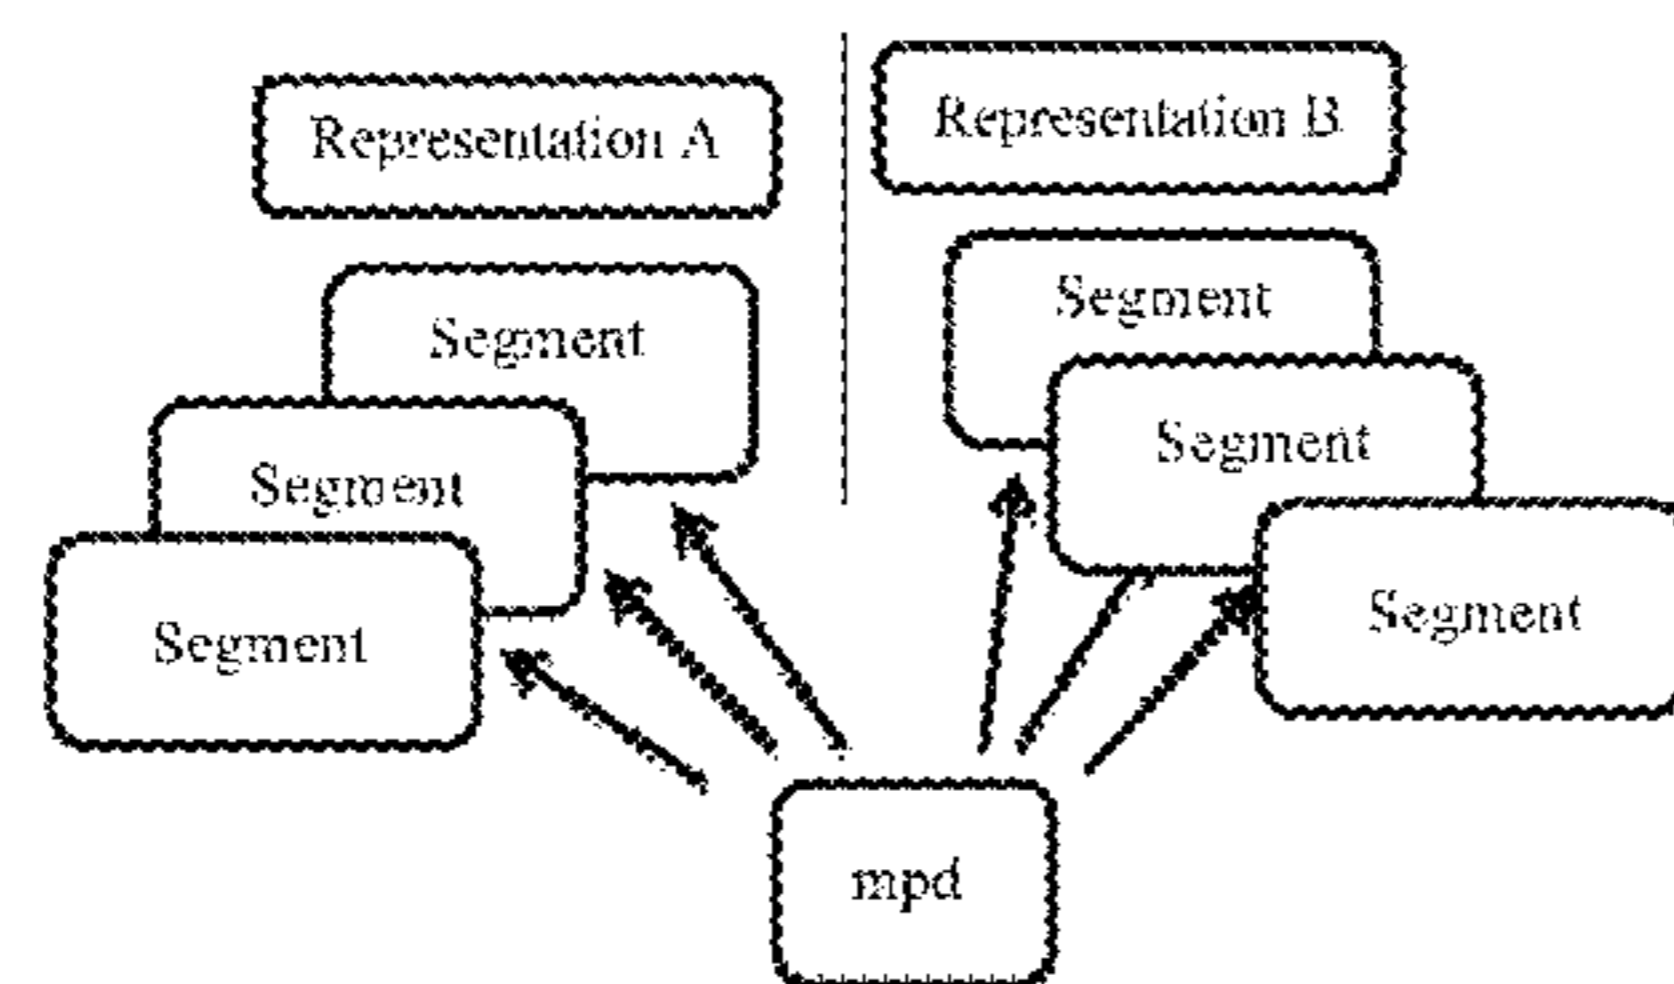 Representation A
Segment
Segment
Segment
Representation B
Segment
Segment
Segment
mpd